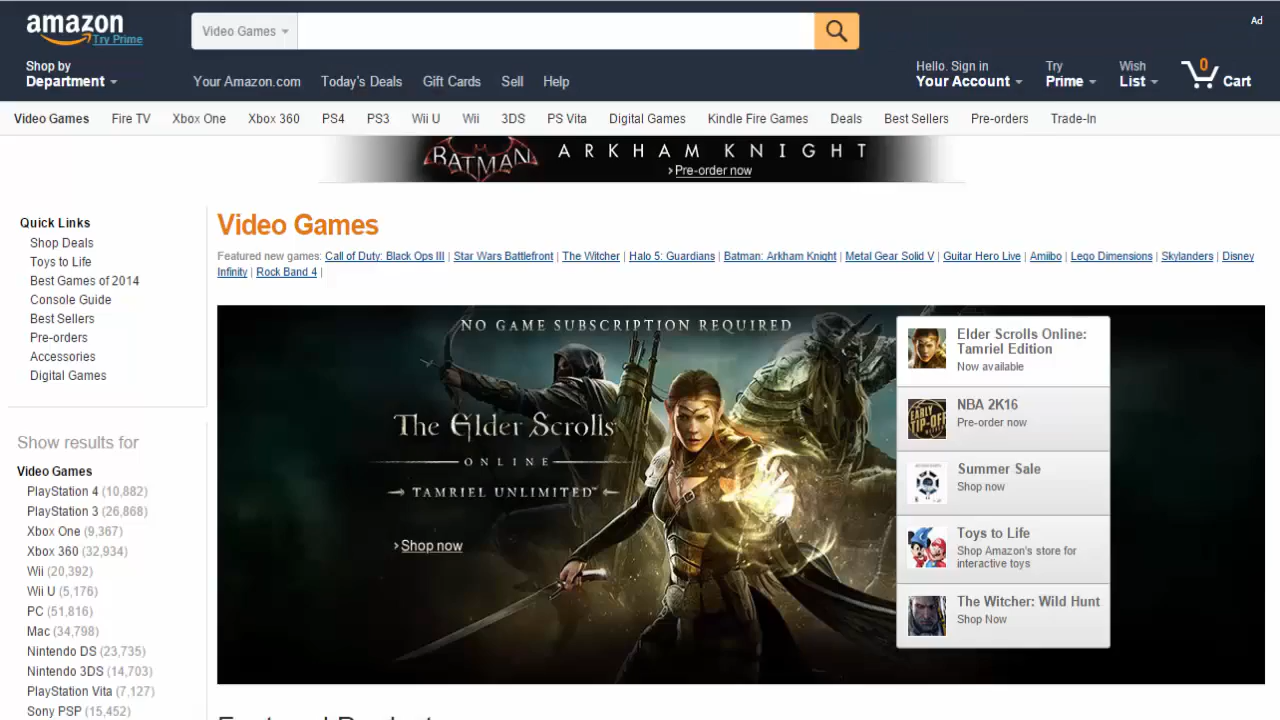 amazon
Try Prime
Video Games
Ad
Shop by
Department
Your Amazon.com Today's Deals Gift Cards Sell Help
Hello. Sign in
Your Account
Try
Prime
Wish
List
0
Cart
Video Games Fire TV Xbox One Xbox 360 PS4 PS3 Wii U Wii 3DS PS Vita Digital Games Kindle Fire Games Deals Best Sellers Pre-orders Trade-In
BATMAN ARKHAM KNIGHT
Pre-order now
Quick Links
Shop Deals
Toys to Life
Best Games of 2014
Console Guide
Best Sellers
Pre-orders
Accessories
Digital Games
Show results for
Video Games
PlayStation 4 (10,882)
PlayStation 3 (26,868)
Xbox One (9,367)
Xbox 360 (32,934)
Wii (20,392)
Wii U (5,176)
PC (51,816)
Mac (34,798)
Nintendo DS (23,735)
Nintendo 3DS (14,703)
PlayStation Vita (7,127)
Sony PSP (15,452)
Video Games
Featured new games: Call of Duty: Black Ops III | Star Wars Battlefront | The Witcher | Halo 5: Guardians | Batman: Arkham Knight | Metal Gear Solid V | Guitar Hero Live | Amiibo | Lego Dimensions | Skylanders | Disney
Infinity | Rock Band 4 |
NO GAME SUBSCRIPTION REQUIRED
The Elder Scrolls
ONLINE
TAMRIEL UNLIMITED™
Shop now
Elder Scrolls Online:
Tamriel Edition
Now available
EARLY
TIP-OFF
NBA 2K16
Pre-order now
Summer Sale
Shop now
Toys to Life
Shop Amazon's store for
interactive toys
The Witcher: Wild Hunt
Shop Now